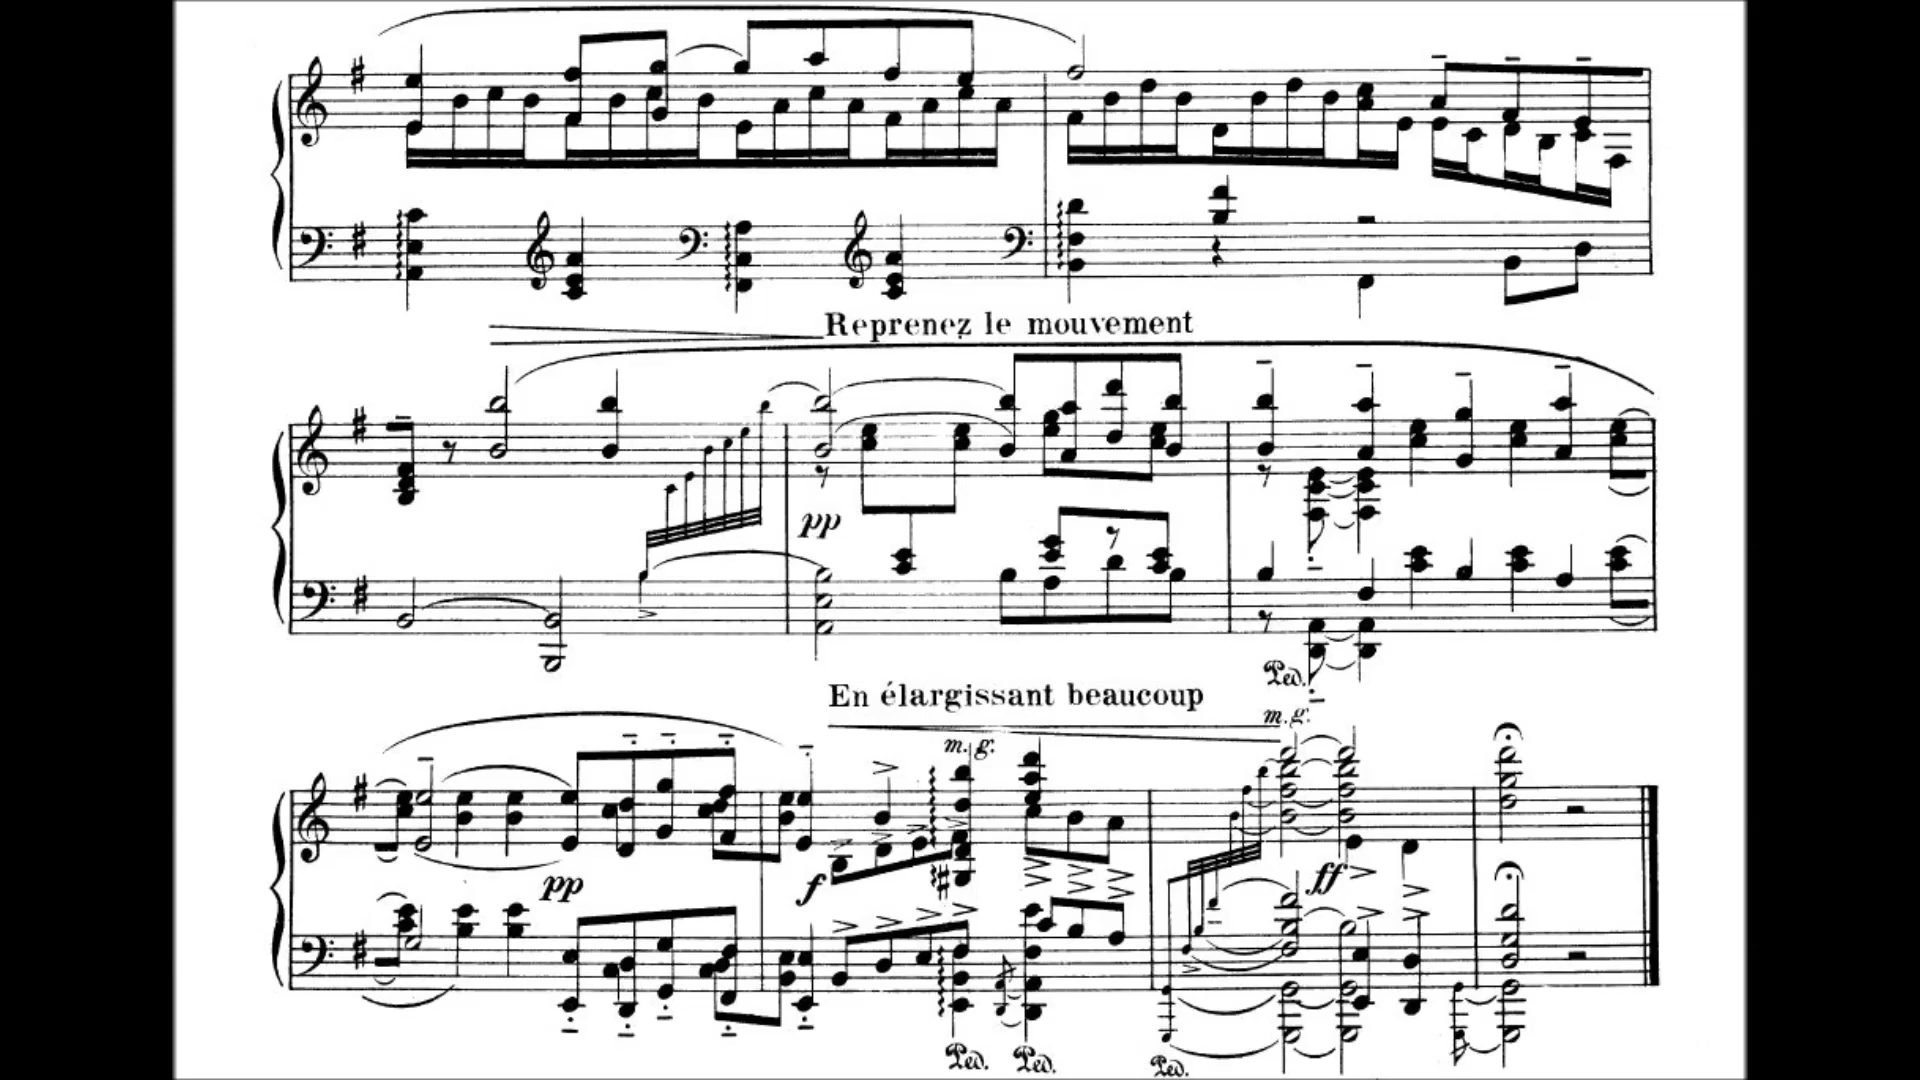 Reprenez le mouvement
pp
Ped.
En élargissant beaucoup
m.g.
m.g.
pp
f
ff
Ped. Ped. Ped.